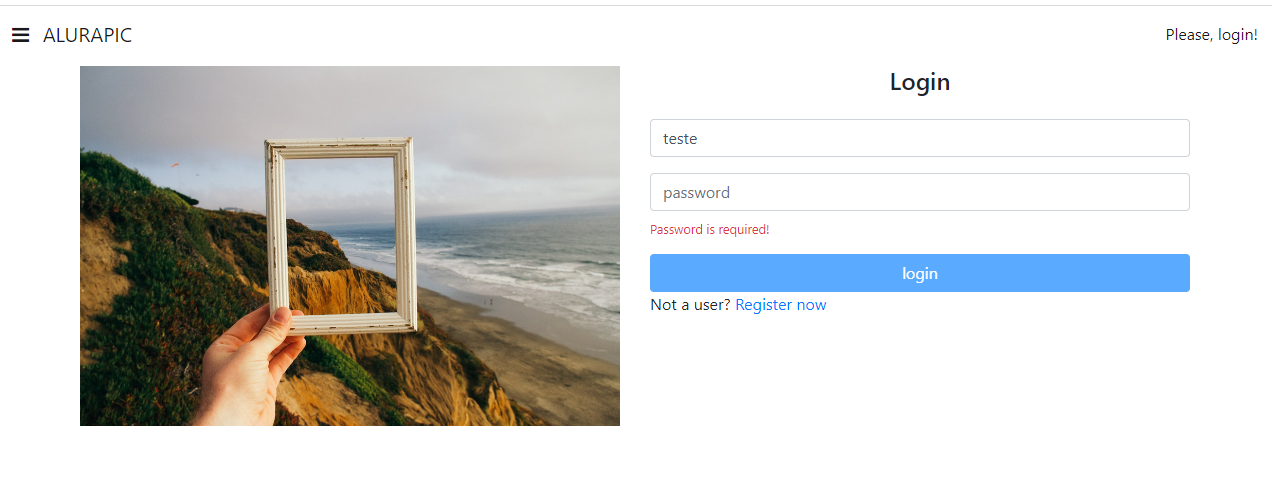 ALURAPIC
Please, login!
Login
teste
password
Password is required!
login
Not a user? Register now